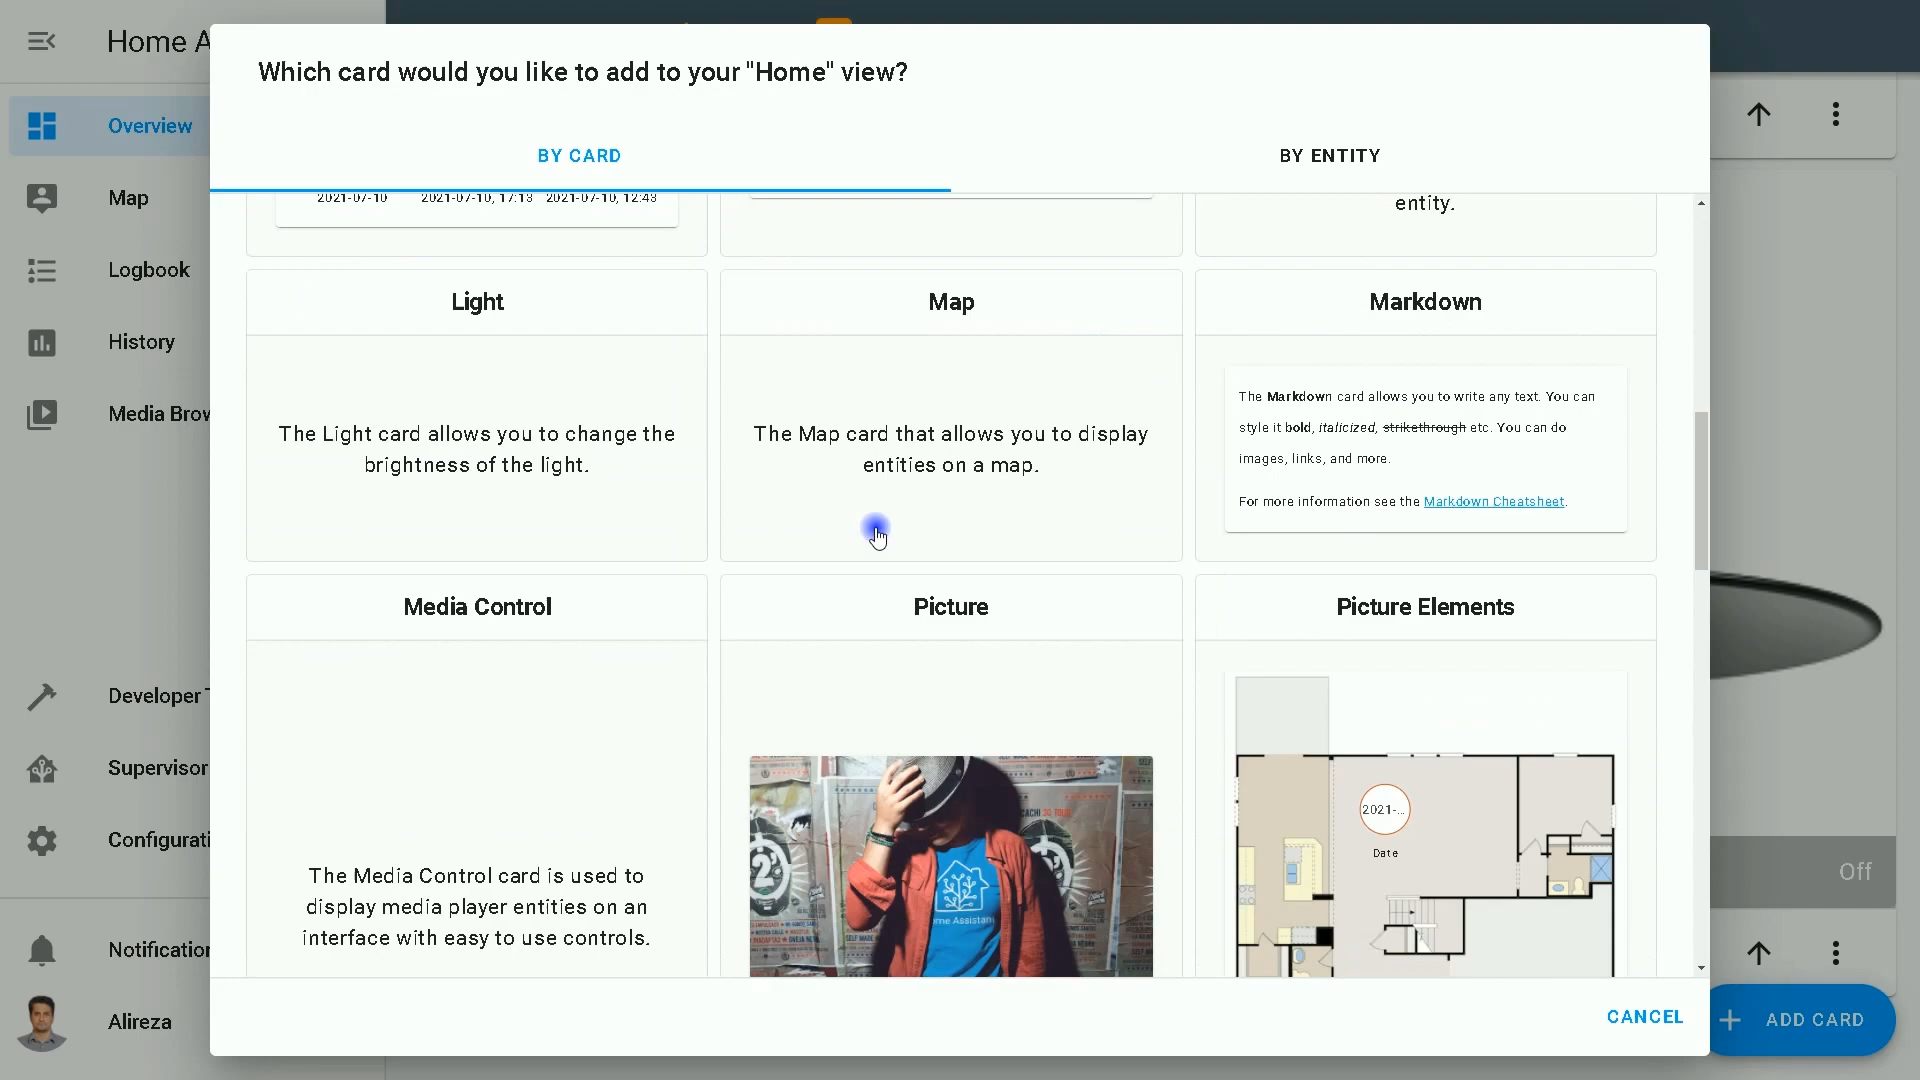 Home A
Which card would you like to add to your "Home" view?
BY CARD
BY ENTITY
Overview
Map
Logbook
History
Media Brow
Developer T
Supervisor
Configurati
Notification
Alireza
2021-07-10 2021-07-10, 17:13 2021-07-10, 12:43
entity.
Light
The Light card allows you to change the
brightness of the light.
Map
The Map card that allows you to display
entities on a map.
Markdown
The Markdown card allows you to write any text. You can
style it bold, italicized, strikethrough etc. You can do
images, links, and more.
For more information see the Markdown Cheatsheet.
Media Control
The Media Control card is used to
display media player entities on an
interface with easy to use controls.
Picture
me Assistan
Picture Elements
2021-...
Date
Off
CANCEL
ADD CARD